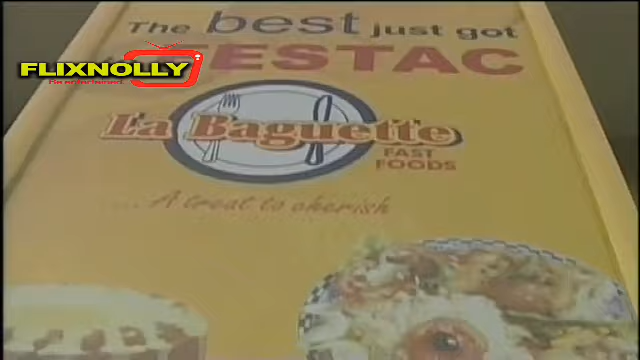 The best just got
ESTAC
FLIXNOLLY
La Baguette
FAST
FOODS
... A treat to cherish